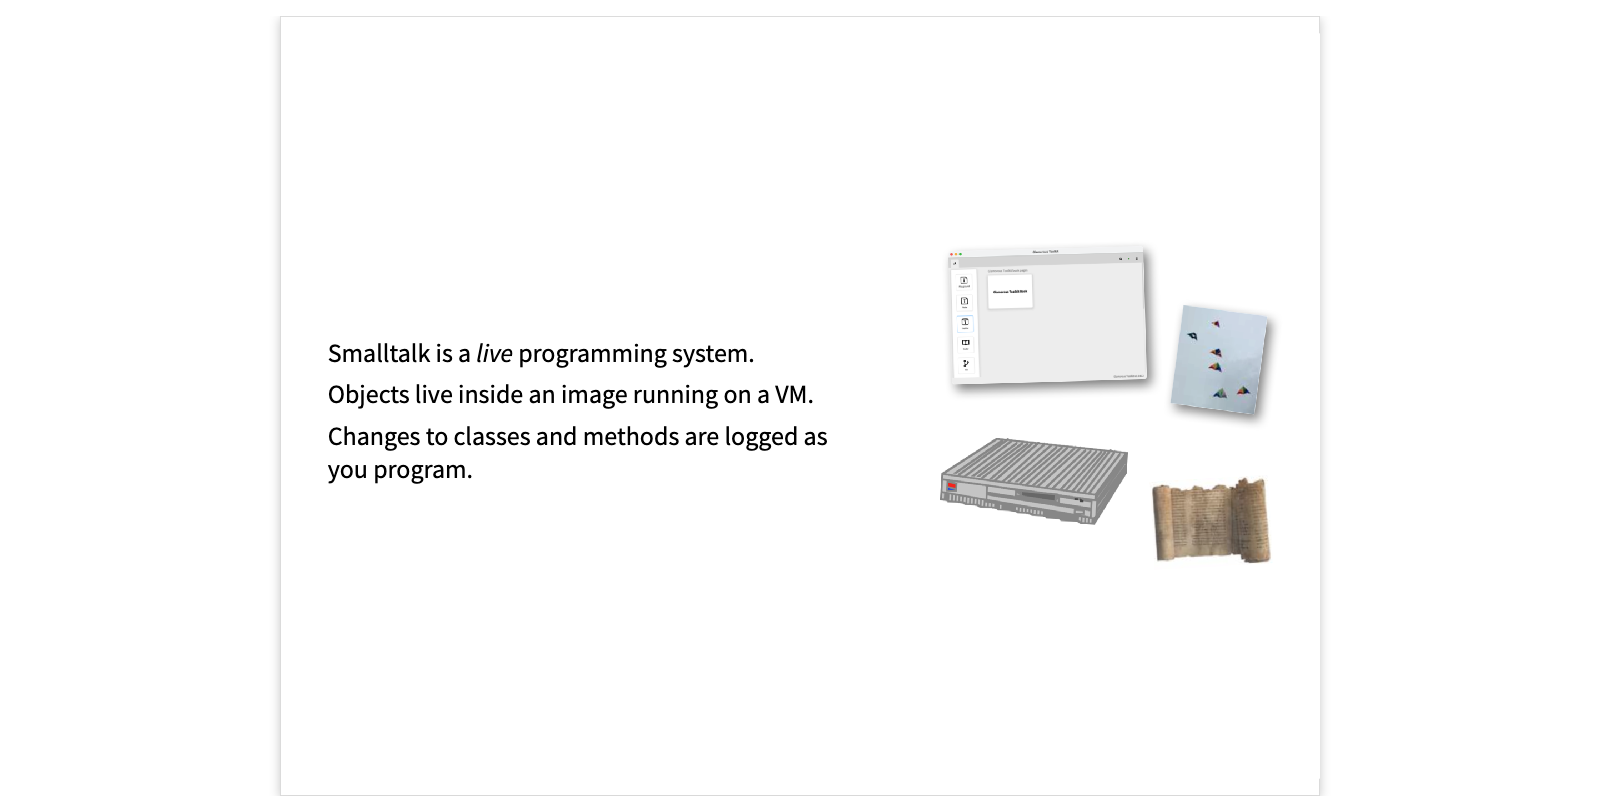 Smalltalk is a live programming system.
Objects live inside an image running on a VM.
Changes to classes and methods are logged as
you program.